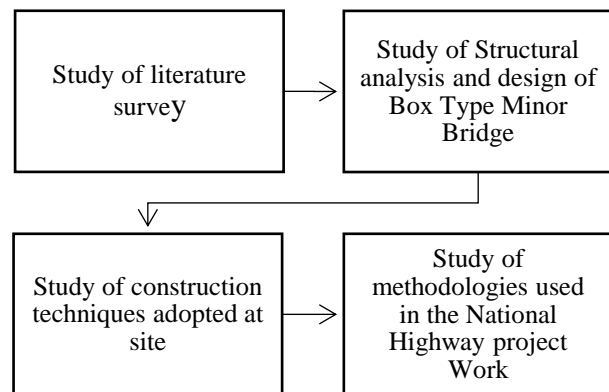 Study of literature
survey
Study of Structural
analysis and design of
Box Type Minor
Bridge
Study of construction
techniques adopted at
site
Study of
methodologies used
in the National
Highway project
Work